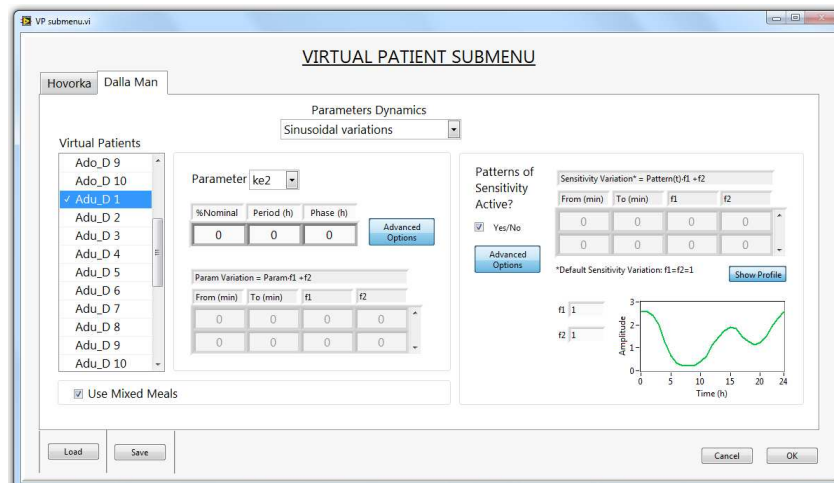 VP submenu.vi
VIRTUAL PATIENT SUBMENU
Hovorka Dalla Man
Parameters Dynamics
Sinusoidal variations
Virtual Patients
Ado_D 9
Ado_D 10
✓ Adu_D 1
Adu_D 2
Adu_D 3
Adu_D 4
Adu_D 5
Adu_D 6
Adu_D 7
Adu_D 8
Adu_D 9
Adu_D 10
Use Mixed Meals
Parameter ke2
%Nominal Period (h) Phase (h)
0 0 0
Advanced
Options
Param Variation = Param·f1 +f2
From (min) To (min) f1 f2
0 0 0 0
0 0 0 0
Patterns of
Sensitivity
Active?
Yes/No
Advanced
Options
Sensitivity Variation* = Pattern(t)·f1 +f2
From (min) To (min) f1 f2
0 0 0 0
0 0 0 0
*Default Sensitivity Variation: f1=f2=1
Show Profile
f1 1
f2 1
Amplitude
3
2
1
0
0 5 10 15 20 24
Time (h)
Load Save Cancel OK